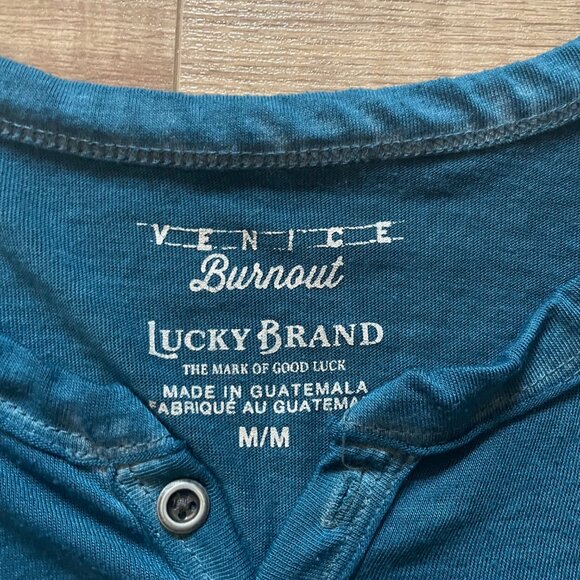 VENICE
Burnout
LUCKY BRAND
THE MARK OF GOOD LUCK
MADE IN GUATEMALA
FABRIQUÉ AU GUATEMA
M/M